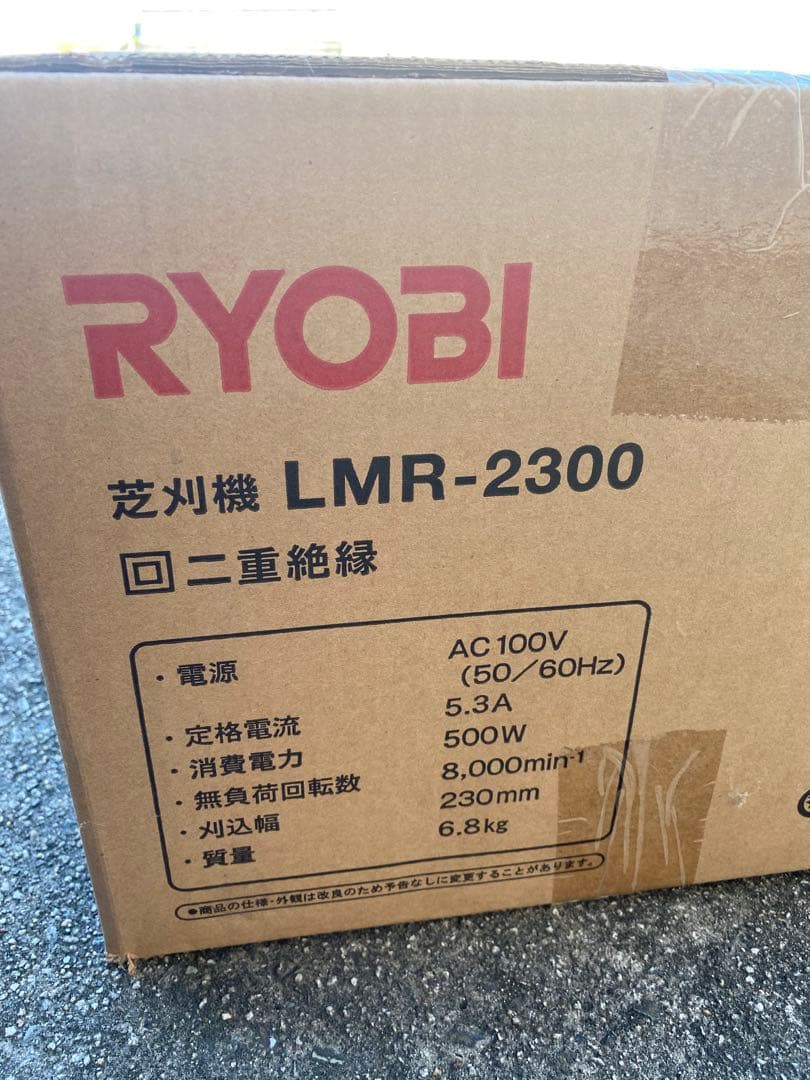 RYOBI
芝刈機 LMR-2300
回 二重絶縁
・電源 AC100V
(50／60Hz)
・定格電流 5.3A
・消費電力 500W
・無負荷回転数 8,000min-1
・刈込幅 230mm
・質量 6.8kg
●商品の仕様・外観は改良のため予告なしに変更することがあります。